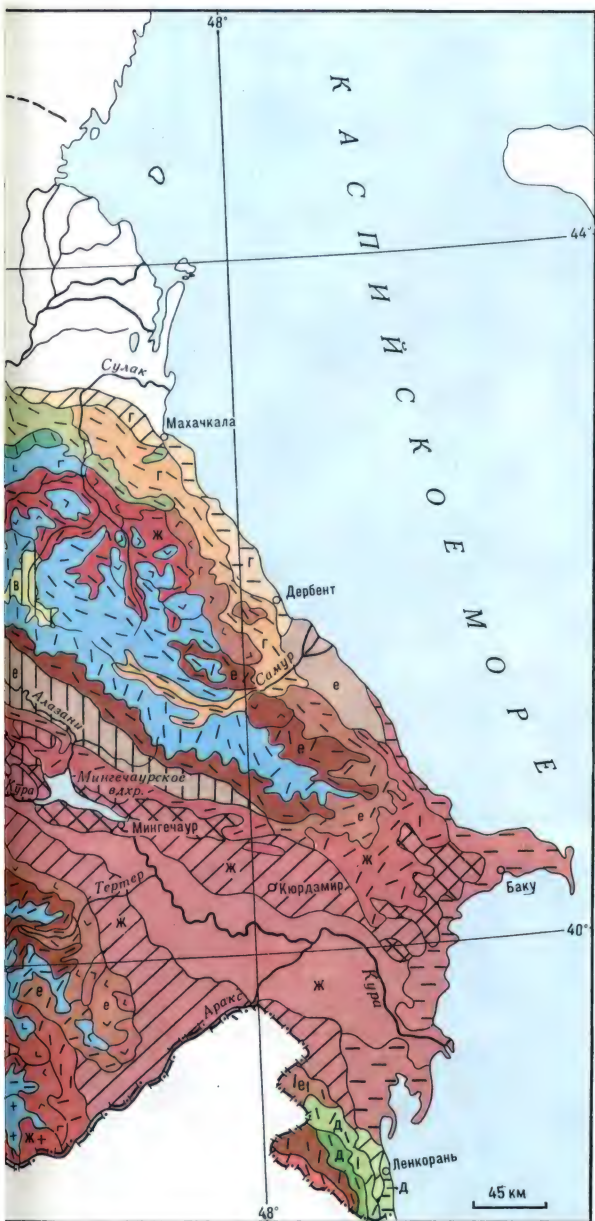 48°
КАСПИЙСКОЕ МОРЕ
44°
Сулак
г
Махачкала
г
г
ж
г
г
в
Дербент
г
е
Самур
е
е
Алазани
е
Мингечаурское
вдхр.
Кура
е
Мингечаур
ж
ж
Баку
Кюрдамир
Тертер
ж
40°
ж
Кура
е
е
Аракс
е
ж
д
д
Ленкорань
д
48°
45 км